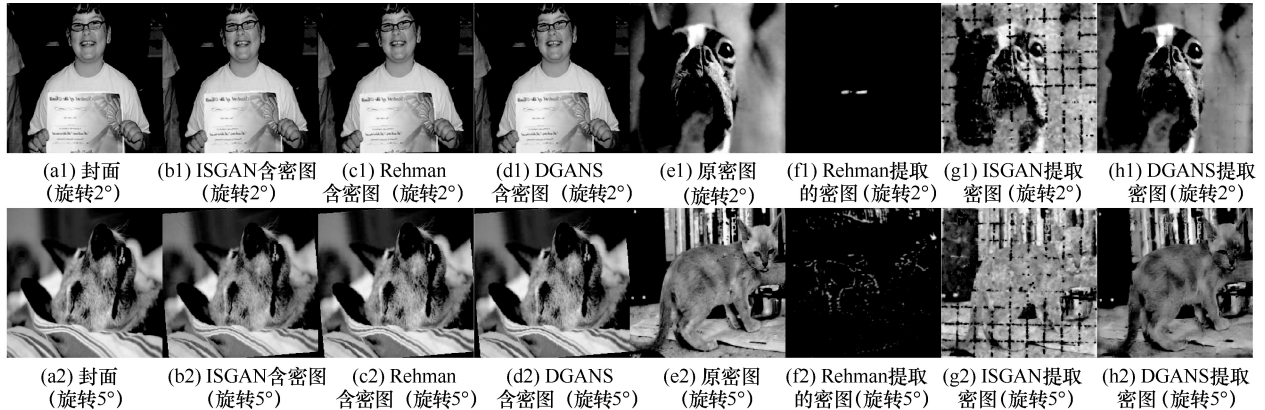 (a1) 封面
(旋转2°)
(b1) ISGAN含密图
(旋转2°)
(c1) Rehman
含密图 (旋转2°)
(d1) DGANS
含密图 (旋转2°)
(e1) 原密图
(旋转2°)
(f1) Rehman提取
的密图(旋转2°)
(g1) ISGAN提取
密图(旋转2°)
(h1) DGANS提取
密图(旋转2°)
(a2) 封面
(旋转5°)
(b2) ISGAN含密图
(旋转5°)
(c2) Rehman
含密图 (旋转5°)
(d2) DGANS
含密图 (旋转5°)
(e2) 原密图
(旋转5°)
(f2) Rehman提取
的密图(旋转5°)
(g2) ISGAN提取
密图(旋转5°)
(h2) DGANS提取
密图(旋转5°)